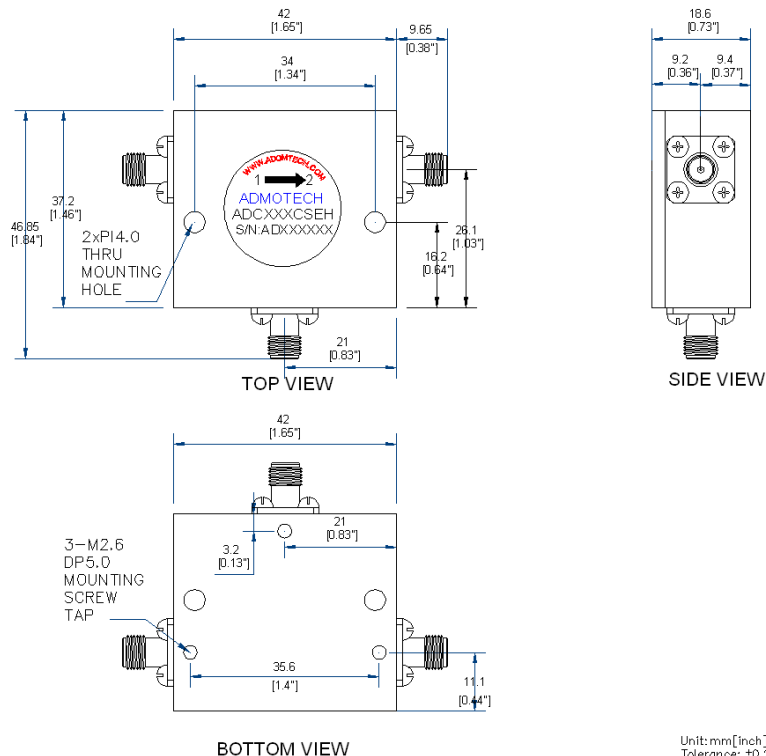 42
[1.65"]
9.65
[0.38"]
34
[1.34"]
46.85
[1.84"]
37.2
[1.46"]
WWW.ADOMTECH.COM
1 2
ADMOTECH
ADCXXXCSEH
S/N:ADXXXXXX
2xPI4.0
THRU
MOUNTING
HOLE
26.1
[1.03"]
16.2
[0.64"]
21
[0.83"]
TOP VIEW
18.6
[0.73"]
9.2
[0.36"]
9.4
[0.37"]
SIDE VIEW
42
[1.65"]
3-M2.6
DP5.0
MOUNTING
SCREW
TAP
3.2
[0.13"]
21
[0.83"]
35.6
[1.4"]
11.1
[0.44"]
BOTTOM VIEW
Unit:mm[inch]
Tolerance: ±0.